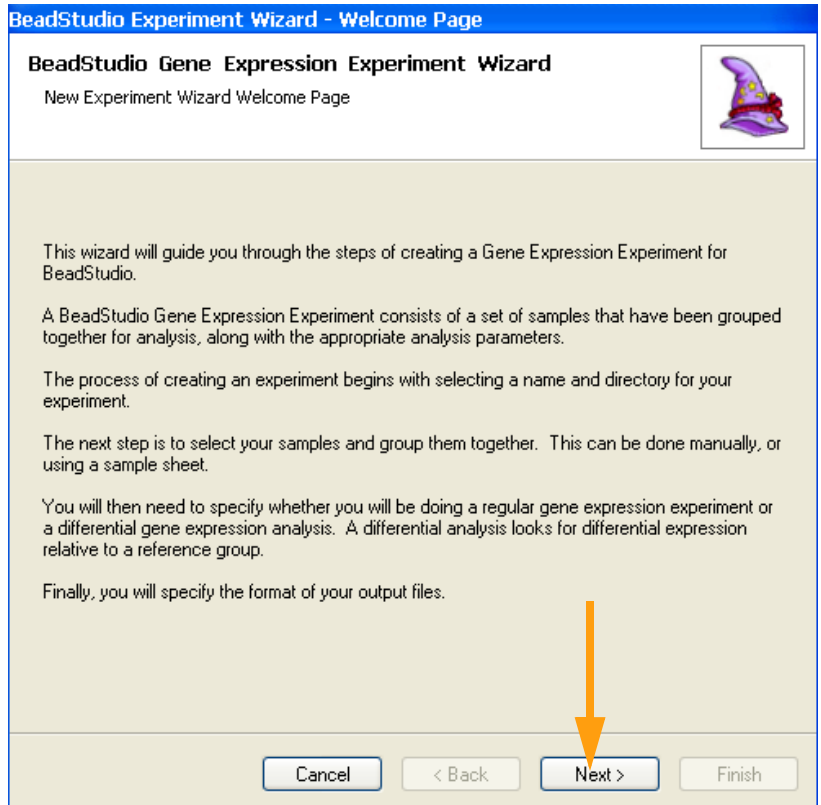 BeadStudio Experiment Wizard - Welcome Page
BeadStudio Gene Expression Experiment Wizard
New Experiment Wizard Welcome Page
This wizard will guide you through the steps of creating a Gene Expression Experiment for
BeadStudio.
A BeadStudio Gene Expression Experiment consists of a set of samples that have been grouped
together for analysis, along with the appropriate analysis parameters.
The process of creating an experiment begins with selecting a name and directory for your
experiment.
The next step is to select your samples and group them together.  This can be done manually, or
using a sample sheet.
You will then need to specify whether you will be doing a regular gene expression experiment or
a differential gene expression analysis.  A differential analysis looks for differential expression
relative to a reference group.
Finally, you will specify the format of your output files.
Cancel < Back Next > Finish